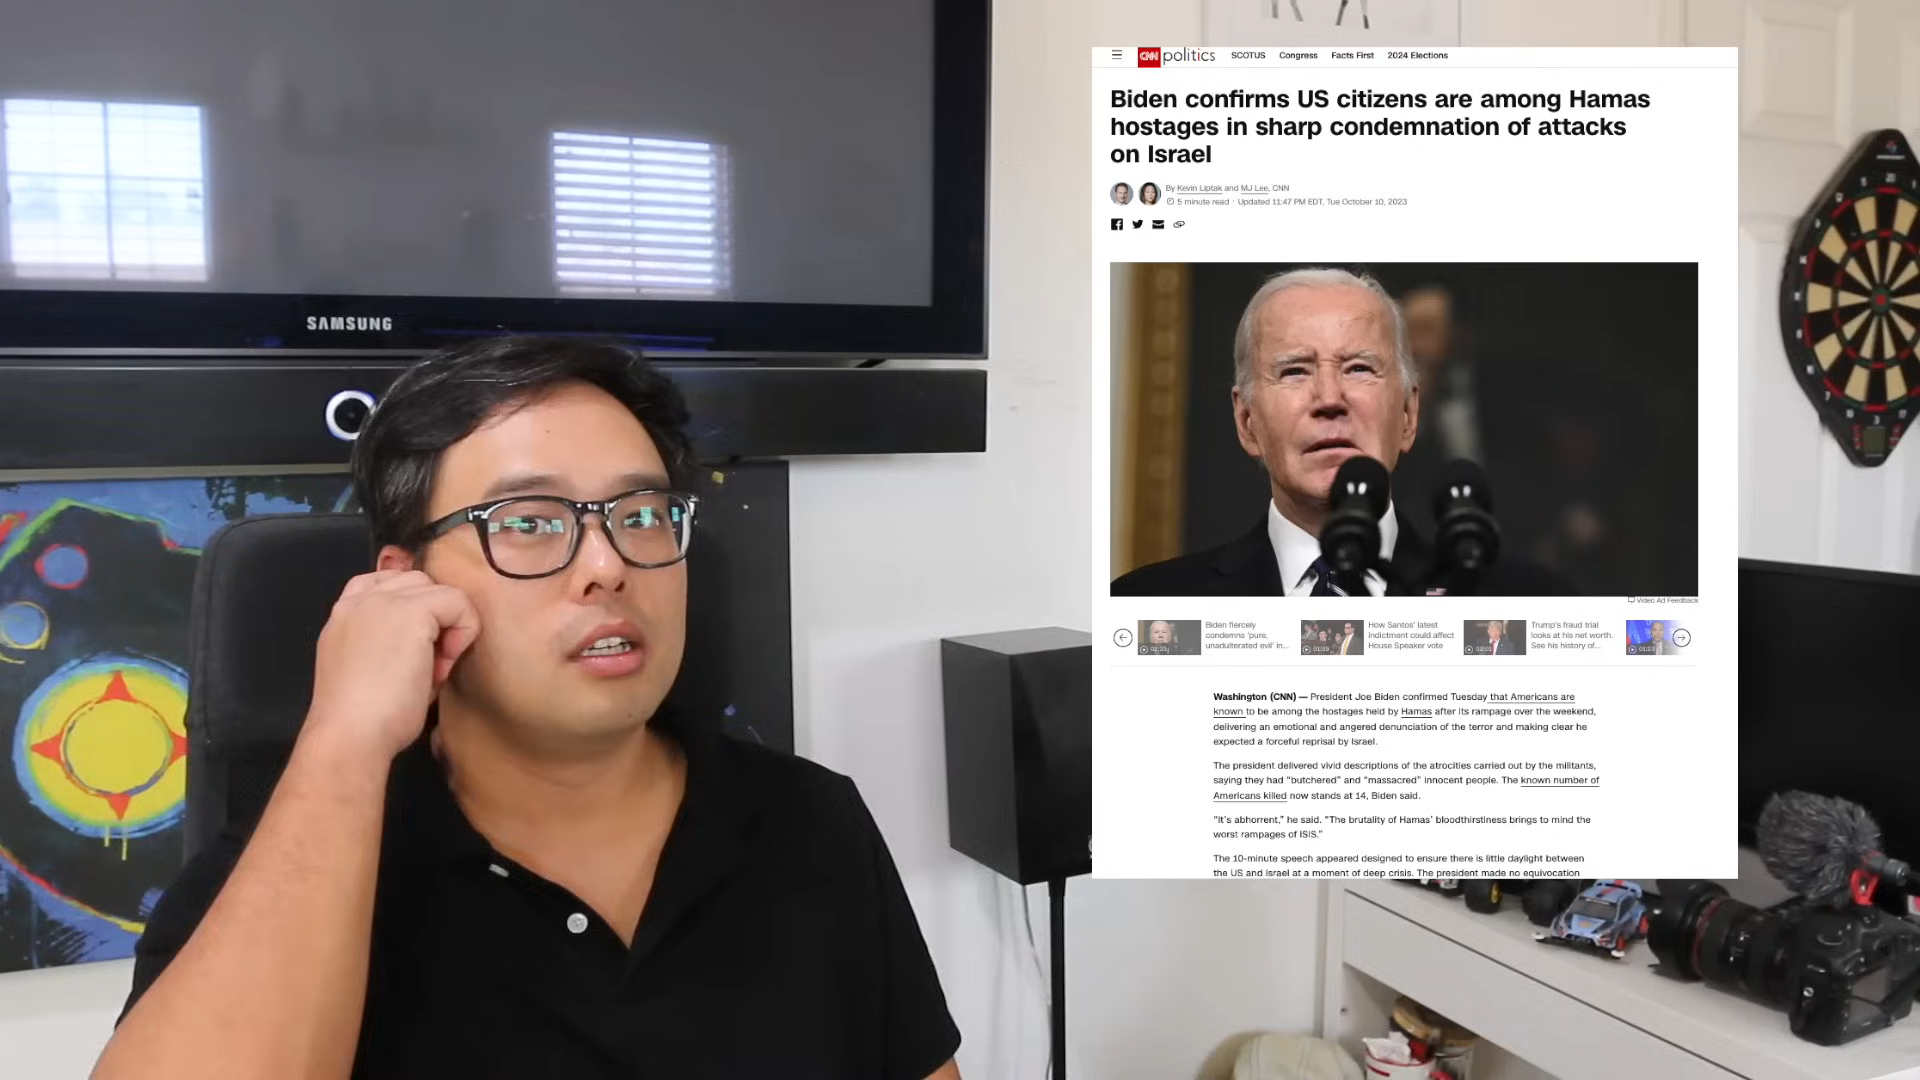 SAMSUNG
CNN politics SCOTUS Congress Facts First 2024 Elections
Biden confirms US citizens are among Hamas
hostages in sharp condemnation of attacks
on Israel
By Kevin Liptak and MJ Lee, CNN
5 minute read · Updated 11:47 PM EDT, Tue October 10, 2023
Video Ad Feedback
Biden fiercely
condemns 'pure,
unadulterated evil' in...
How Santos' latest
indictment could affect
House Speaker vote
Trump's fraud trial
looks at his net worth.
See his history of...
Washington (CNN) — President Joe Biden confirmed Tuesday that Americans are
known to be among the hostages held by Hamas after its rampage over the weekend,
delivering an emotional and angered denunciation of the terror and making clear he
expected a forceful reprisal by Israel.
The president delivered vivid descriptions of the atrocities carried out by the militants,
saying they had "butchered" and "massacred" innocent people. The known number of
Americans killed now stands at 14, Biden said.
"It's abhorrent," he said. "The brutality of Hamas' bloodthirstiness brings to mind the
worst rampages of ISIS."
The 10-minute speech appeared designed to ensure there is little daylight between
the US and Israel at a moment of deep crisis. The president made no equivocation